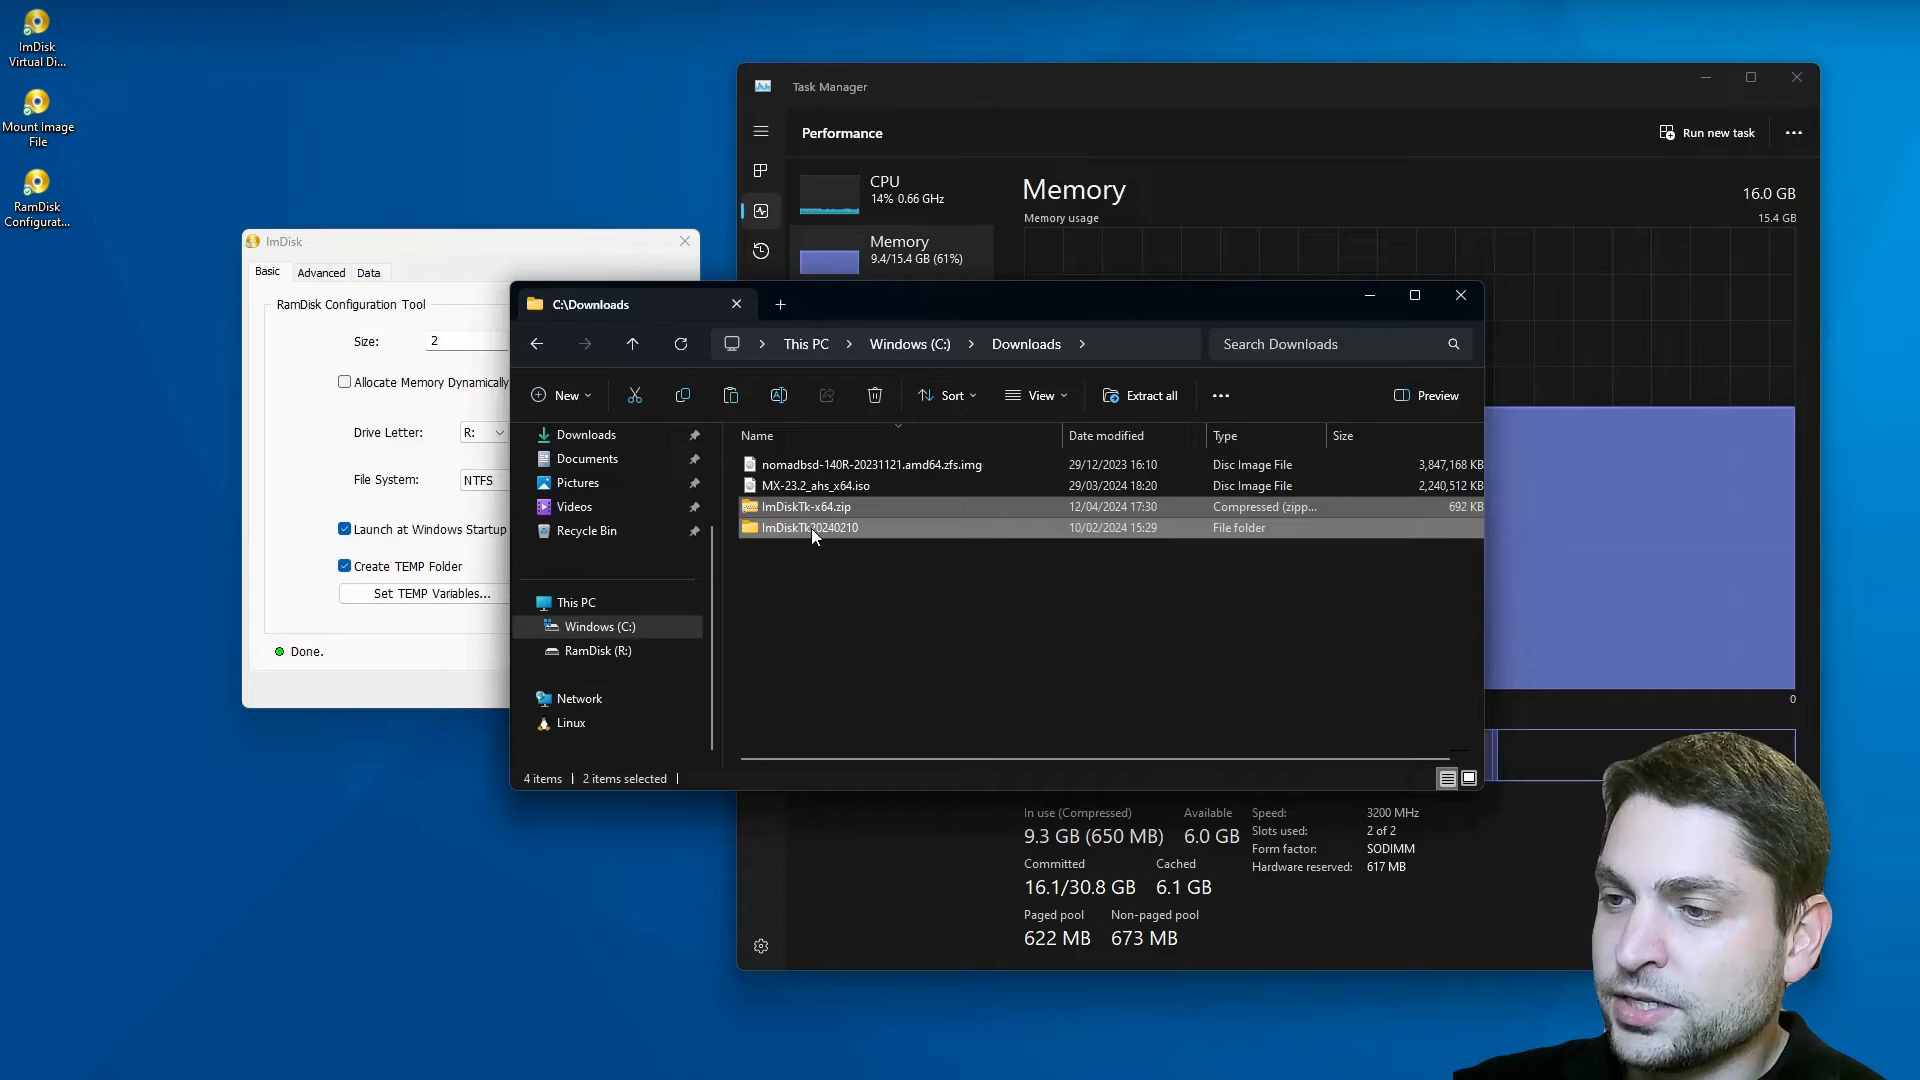 ImDisk
Virtual Di...
Mount Image
File
RamDisk
Configurat...
ImDisk
Basic
Advanced
Data
RamDisk Configuration Tool
Size:
2
Allocate Memory Dynamically
Drive Letter:
R:
File System:
NTFS
Launch at Windows Startup
Create TEMP Folder
Set TEMP Variables...
Done.
Task Manager
Performance
Run new task
CPU
14% 0.66 GHz
Memory
9.4/15.4 GB (61%)
Memory
16.0 GB
Memory usage
15.4 GB
C:\Downloads
This PC
Windows (C:)
Downloads
Search Downloads
New
Sort
View
Extract all
Preview
Downloads
Documents
Pictures
Videos
Recycle Bin
This PC
Windows (C:)
RamDisk (R:)
Network
Linux
Name
Date modified
Type
Size
nomadbsd-140R-20231121.amd64.zfs.img
29/12/2023 16:10
Disc Image File
3,847,168 KB
MX-23.2_ahs_x64.iso
29/03/2024 18:20
Disc Image File
2,240,512 KB
ImDiskTk-x64.zip
12/04/2024 17:30
Compressed (zipp...
692 KB
ImDiskTk20240210
10/02/2024 15:29
File folder
4 items
2 items selected
0
In use (Compressed)
9.3 GB (650 MB)
Available
6.0 GB
Committed
16.1/30.8 GB
Cached
6.1 GB
Paged pool
622 MB
Non-paged pool
673 MB
Speed:
3200 MHz
Slots used:
2 of 2
Form factor:
SODIMM
Hardware reserved:
617 MB